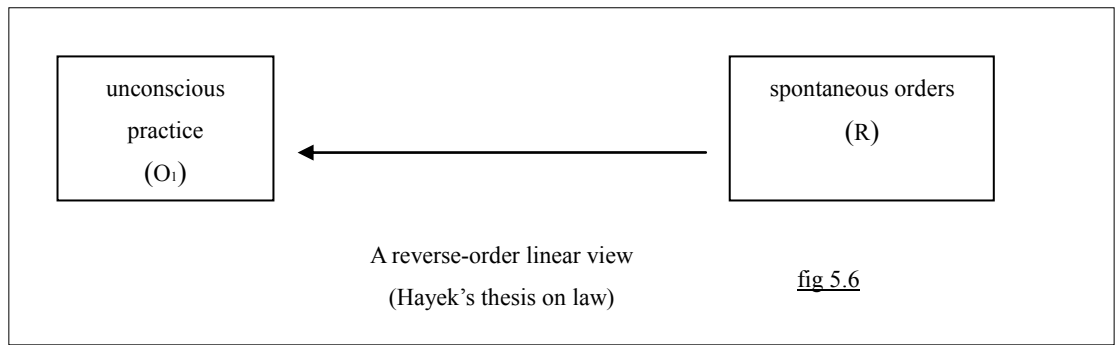 unconscious
practice
(O₁)
spontaneous orders
(R)
A reverse-order linear view
(Hayek’s thesis on law)
fig 5.6